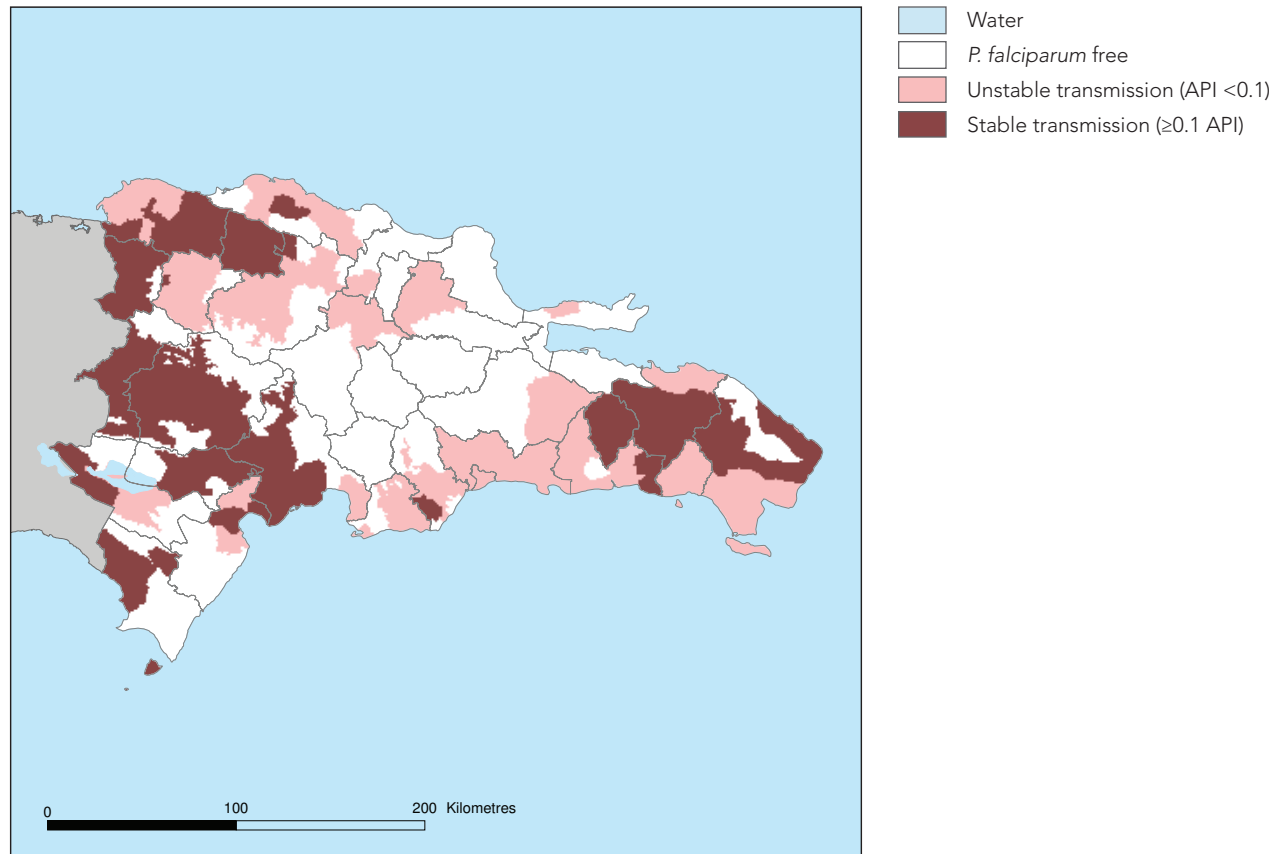 Water
P. falciparum free
Unstable transmission (API <0.1)
Stable transmission (≥0.1 API)
0 100 200 Kilometres